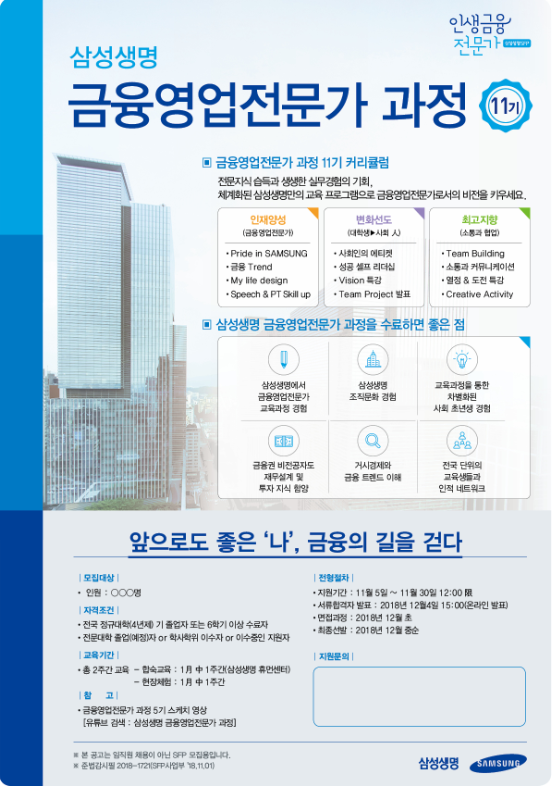 인생금융
전문가
삼성생명
금융영업전문가 과정 11기
▣ 금융영업전문가 과정 11기 커리큘럼
전문지식 습득과 생생한 실무경험의 기회,
체계화된 삼성생명만의 교육 프로그램으로 금융영업전문가로서의 비전을 키우세요.
인재양성
(금융영업전문가)
• Pride in SAMSUNG
• 금융 Trend
• My life design
• Speech & PT Skill up
변화선도
(대학생▶사회 人)
• 사회인의 에티켓
• 성공 셀프 리더십
• Vision 특강
• Team Project 발표
최고지향
(소통과 협업)
• Team Building
• 소통과 커뮤니케이션
• 열정 & 도전 특강
• Creative Activity
▣ 삼성생명 금융영업전문가 과정을 수료하면 좋은 점
삼성생명에서
금융영업전문가
교육과정 경험
삼성생명
조직문화 경험
교육과정을 통한
차별화된
사회 초년생 경험
금융권 비전공자도
재무설계 및
투자 지식 함양
거시경제와
금융 트렌드 이해
전국 단위의
교육생들과
인적 네트워크
앞으로도 좋은 ‘나’, 금융의 길을 걷다
| 모집대상 |
• 인원 : ○○○명
| 자격조건 |
• 전국 정규대학(4년제) 기 졸업자 또는 6학기 이상 수료자
• 전문대학 졸업(예정)자 or 학사학위 이수자 or 이수중인 지원자
| 교육기간 |
• 총 2주간 교육 - 합숙교육 : 1月 中 1주간(삼성생명 휴먼센터)
- 현장체험 : 1月 中 1주간
| 참 고 |
• 금융영업전문가 과정 5기 스케치 영상
[유튜브 검색 : 삼성생명 금융영업전문가 과정]
| 전형절차 |
• 지원기간 : 11월 5일 ~ 11월 30일 12:00 限
• 서류합격자 발표 : 2018년 12월4일 15:00(온라인 발표)
• 면접과정 : 2018년 12월 초
• 최종선발 : 2018년 12월 중순
| 지원문의 |
※ 본 공고는 임직원 채용이 아닌 SFP 모집용입니다.
※ 준법감시필 2018-1721(SFP사업부 '18.11.01)
삼성생명 SAMSUNG